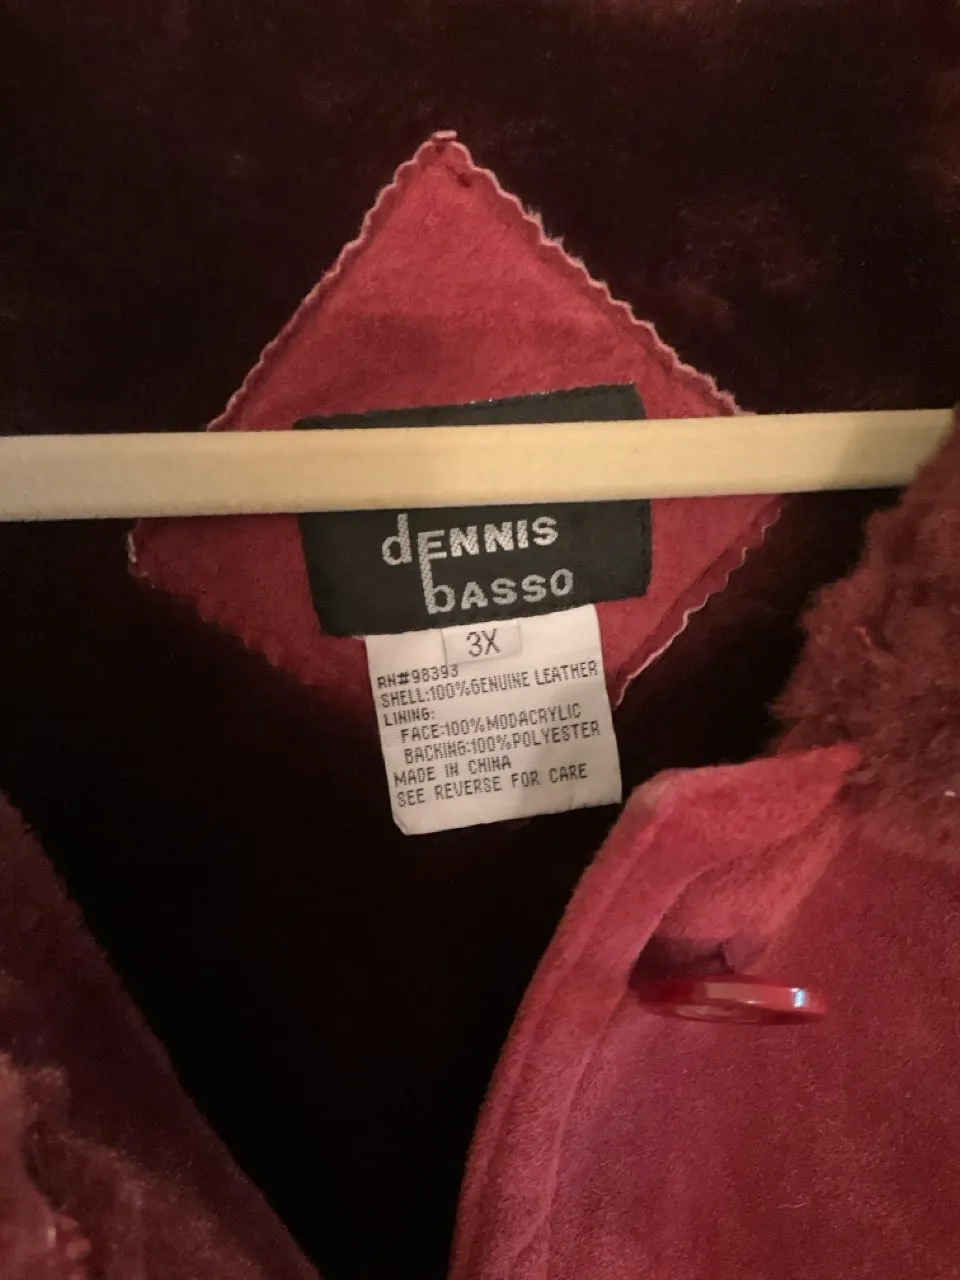 dENNIS
bASSO
3X
RN#98393
SHELL:100%GENUINE LEATHER
LINING:
FACE:100%MODACRYLIC
BACKING:100%POLYESTER
MADE IN CHINA
SEE REVERSE FOR CARE